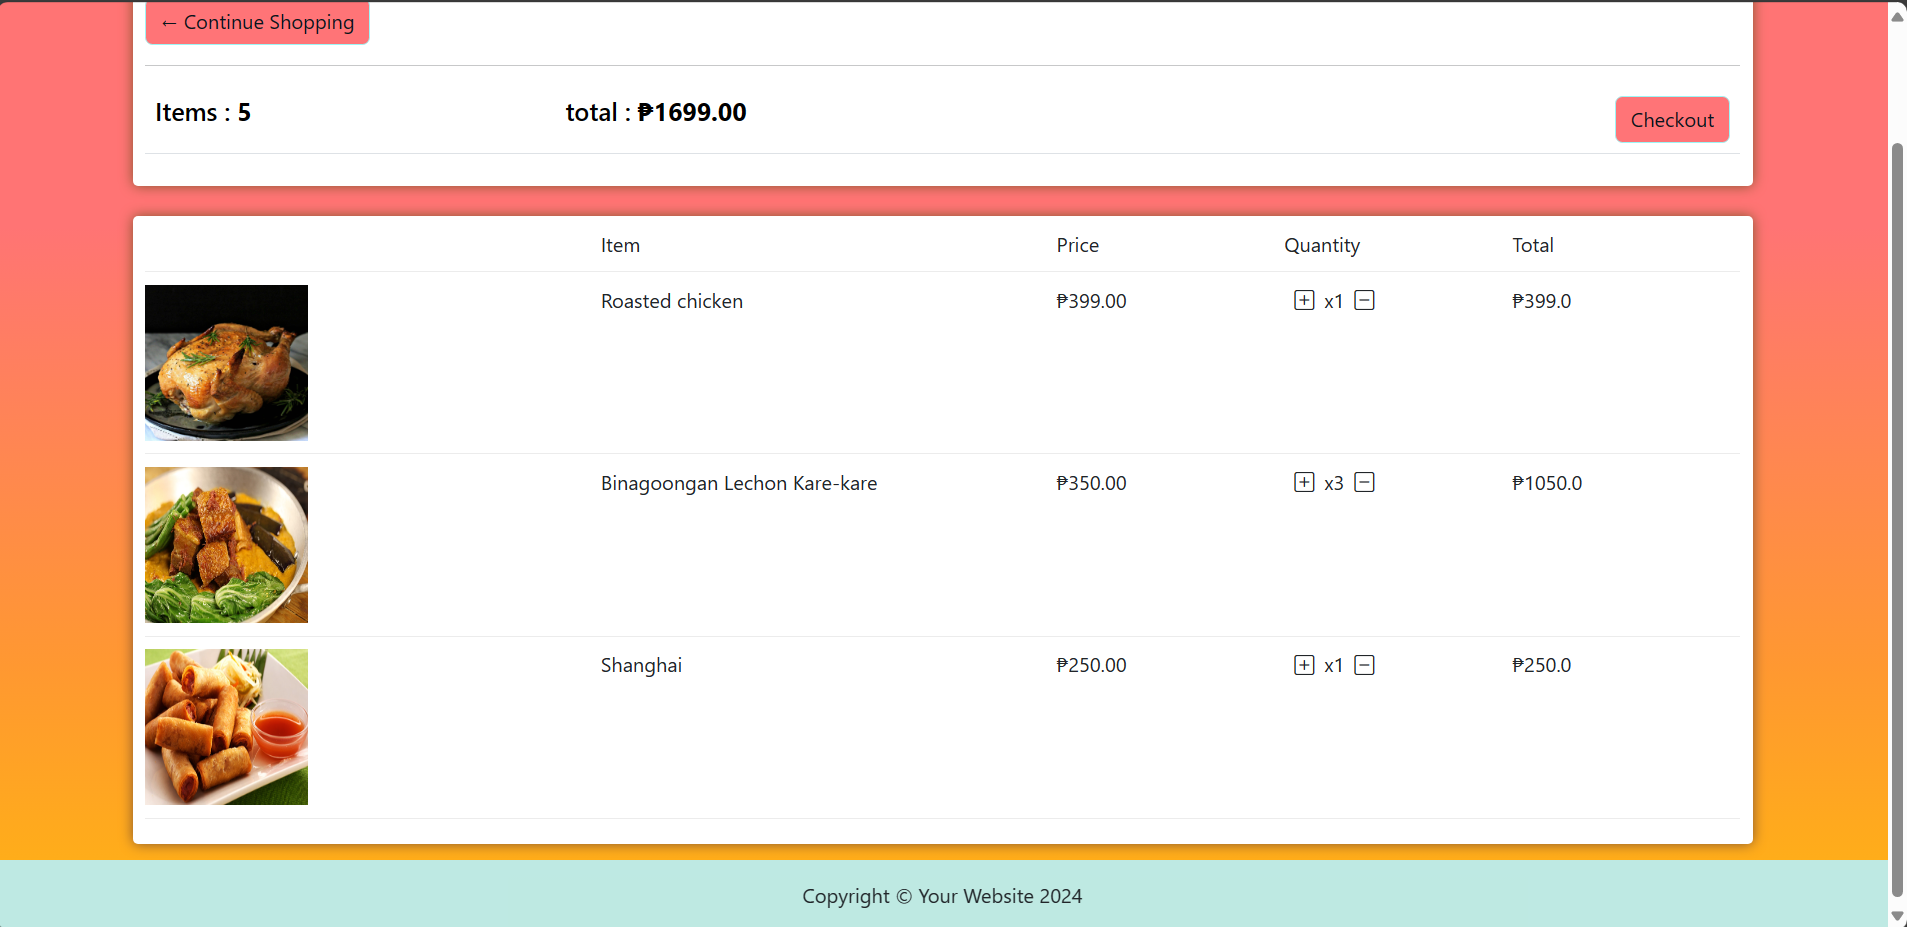 ← Continue Shopping
Items : 5 total : ₱1699.00 Checkout
Item Price Quantity Total
Roasted chicken ₱399.00 x1 ₱399.0
Binagoongan Lechon Kare-kare ₱350.00 x3 ₱1050.0
Shanghai ₱250.00 x1 ₱250.0
Copyright © Your Website 2024